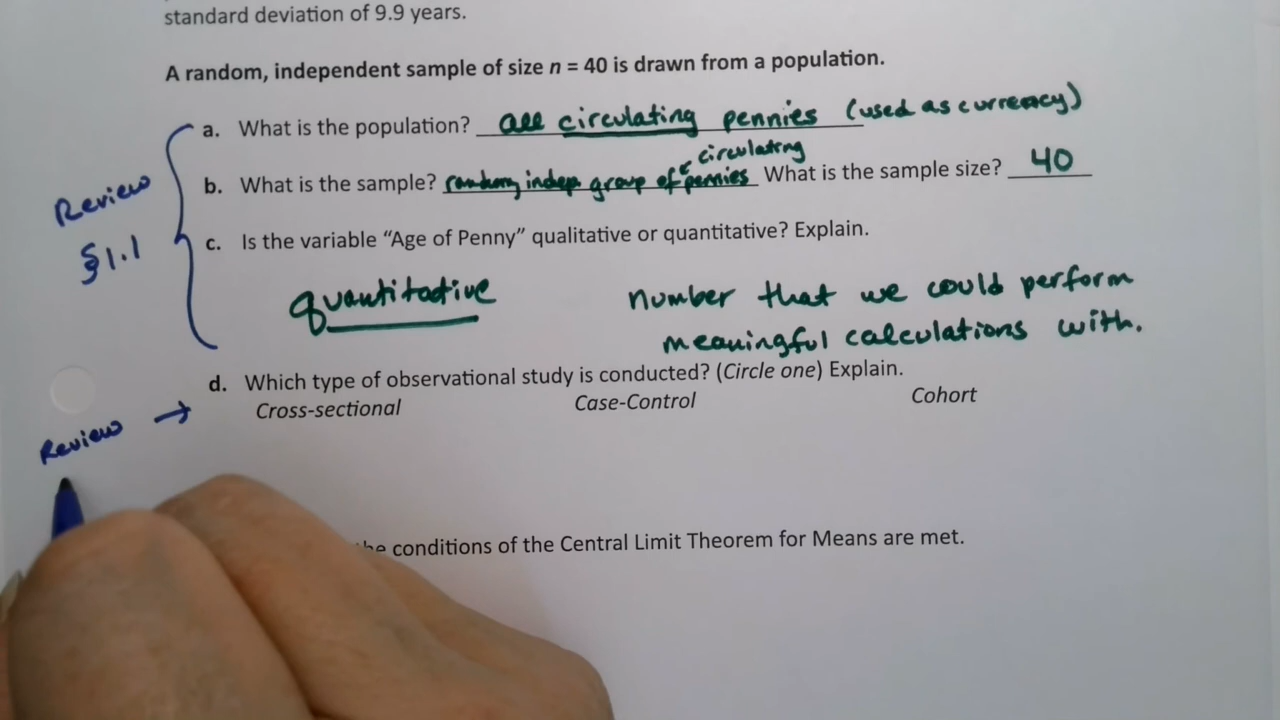 standard deviation of 9.9 years.
A random, independent sample of size n = 40 is drawn from a population.
a. What is the population? all circulating pennies (used as currency)
circulating
b. What is the sample? random, indep. group of pennies What is the sample size? 40
Review
§1.1
c. Is the variable “Age of Penny” qualitative or quantitative? Explain.
quantitative number that we could perform
meaningful calculations with.
d. Which type of observational study is conducted? (Circle one) Explain.
Review → Cross-sectional Case-Control Cohort
conditions of the Central Limit Theorem for Means are met.